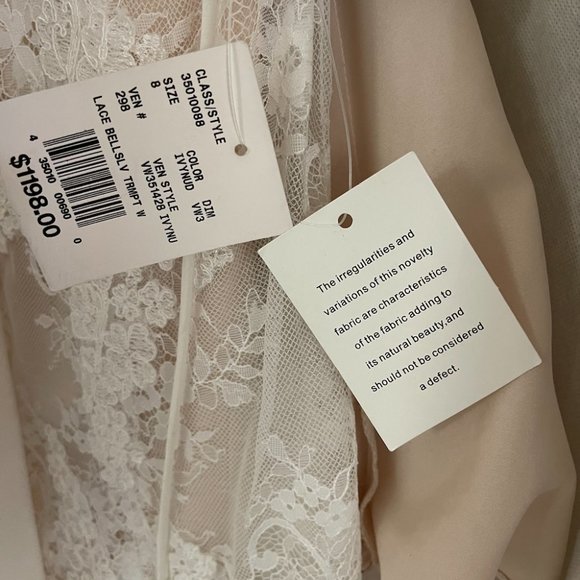 CLASS/STYLE COLOR DIM
35010088 IVYNUD VW3
SIZE VEN STYLE
8 VW351428 IVYNU
VEN #
298
LACE BELLSLV TRMPT W
4 35010 00690 0
$1198.00
The irregularities and
variations of this novelty
fabric are characteristics
of the fabric adding to
its natural beauty,and
should not be considered
a defect.